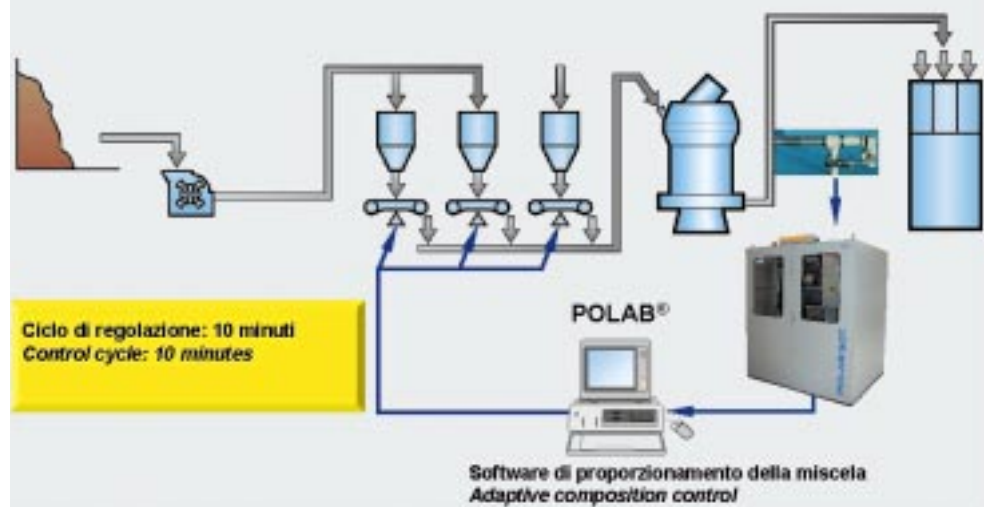 Ciclo di regolazione: 10 minuti
Control cycle: 10 minutes
POLAB®
Software di proporzionamento della miscela
Adaptive composition control